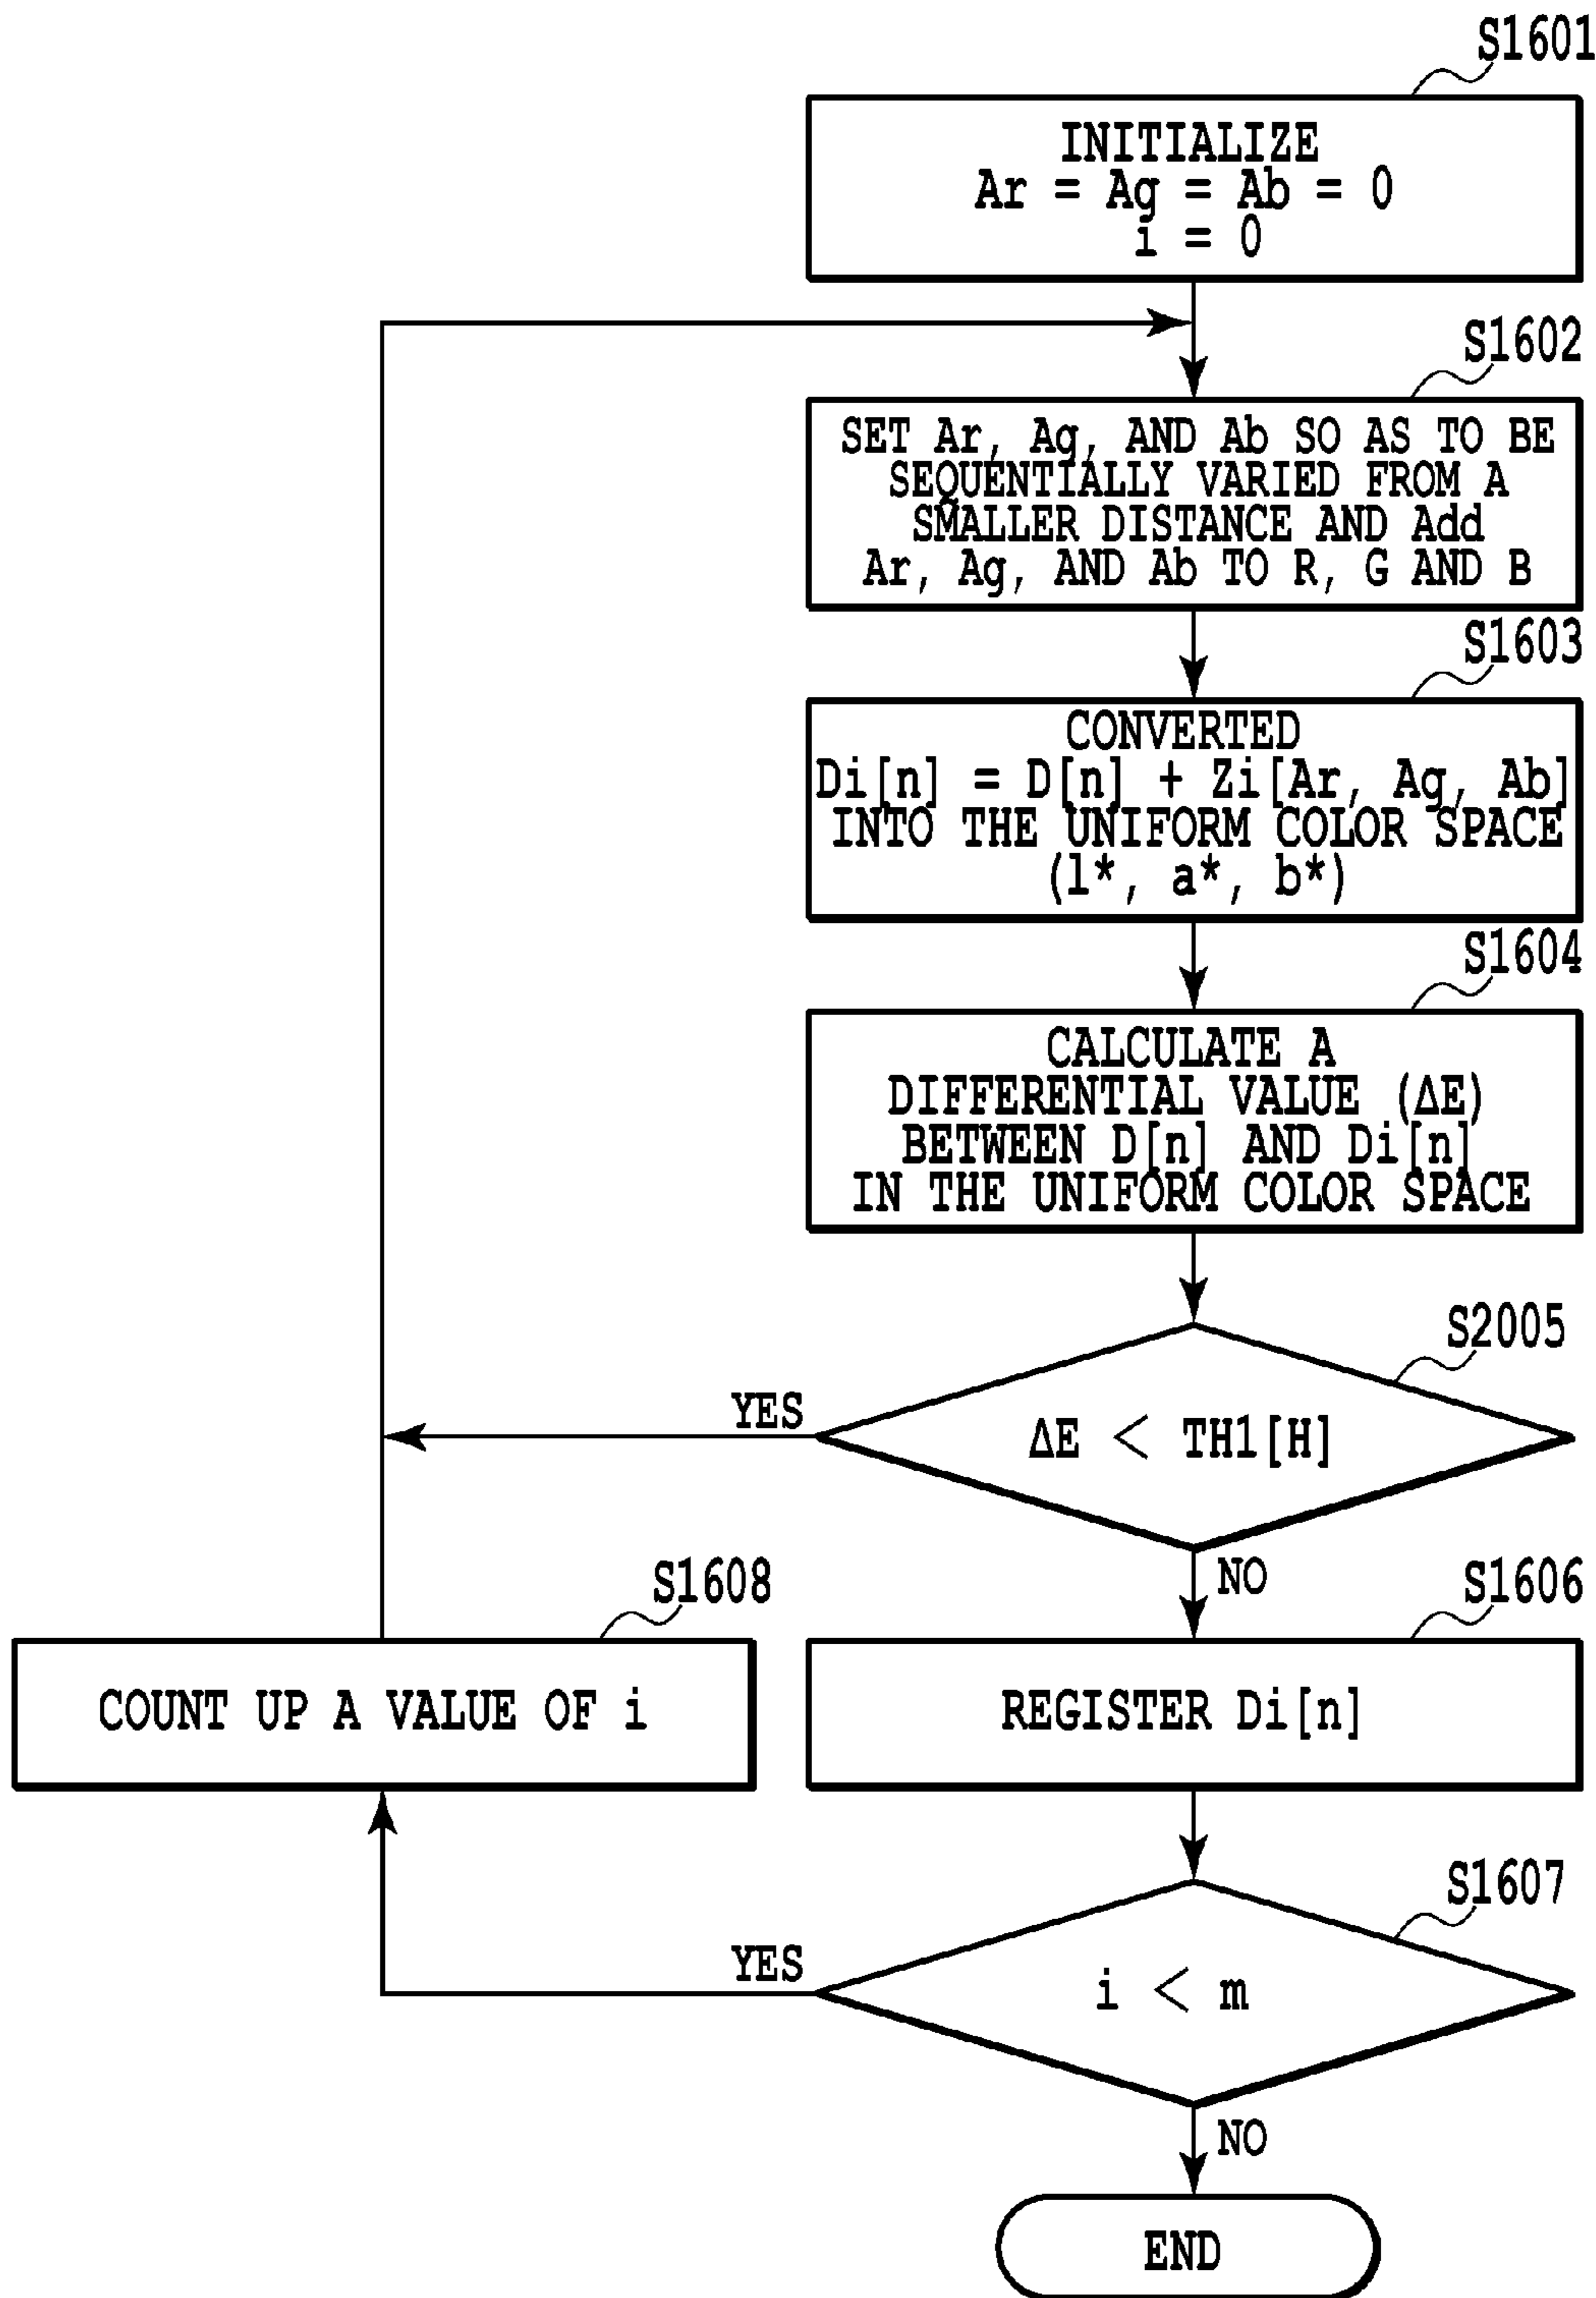 S1601
INITIALIZE
Ar = Ag = Ab = 0
i = 0
S1602
SET Ar, Ag, AND Ab SO AS TO BE
SEQUENTIALLY VARIED FROM A
SMALLER DISTANCE AND Add
Ar, Ag, AND Ab TO R, G AND B
S1603
CONVERTED
Di[n] = D[n] + Zi[Ar, Ag, Ab]
INTO THE UNIFORM COLOR SPACE
(l*, a*, b*)
S1604
CALCULATE A
DIFFERENTIAL VALUE (ΔE)
BETWEEN D[n] AND Di[n]
IN THE UNIFORM COLOR SPACE
S2005
YES
ΔE < TH1[H]
NO
S1608
S1606
COUNT UP A VALUE OF i
REGISTER Di[n]
S1607
YES
i < m
NO
END